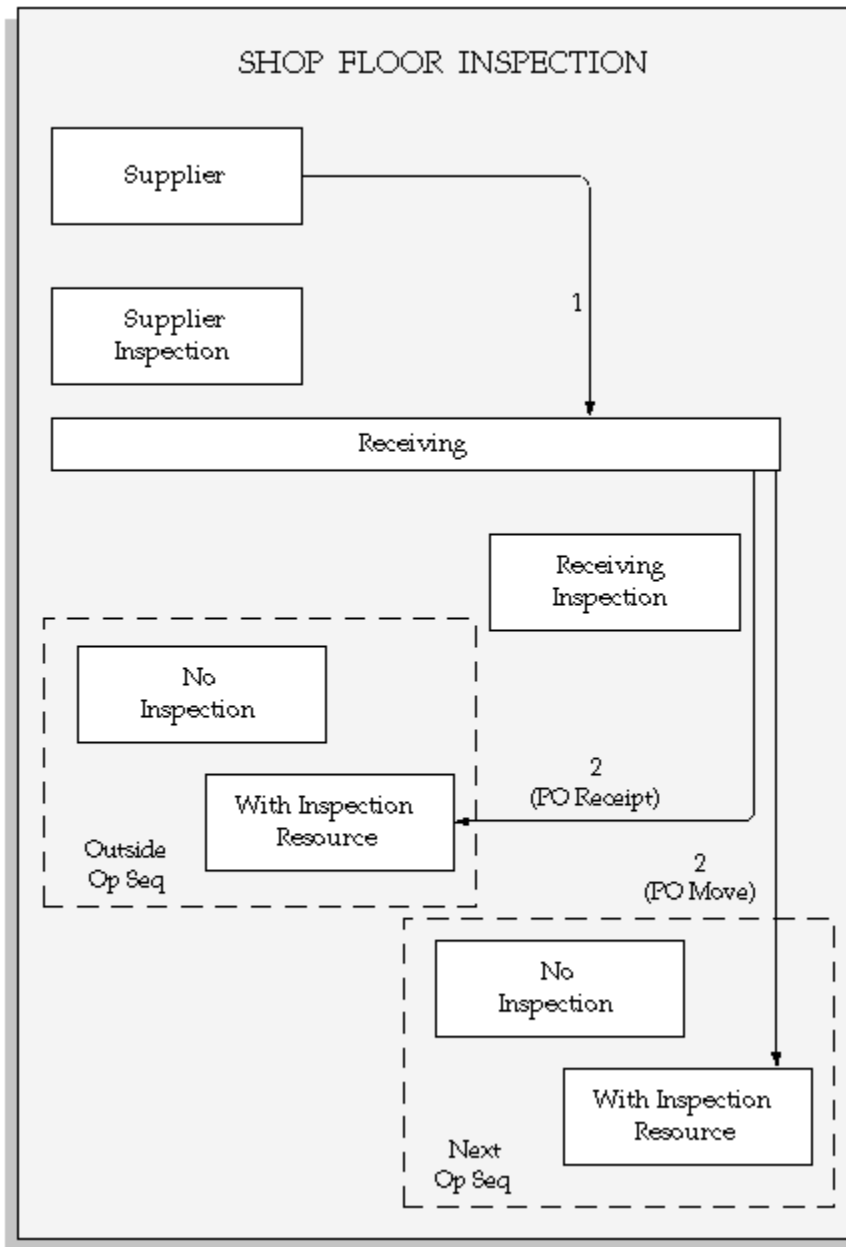 SHOP FLOOR INSPECTION
Supplier
1
Supplier
Inspection
Receiving
Receiving
Inspection
No
Inspection
2
(PO Receipt)
With Inspection
Resource
Outside
Op Seq
2
(PO Move)
No
Inspection
With Inspection
Resource
Next
Op Seq